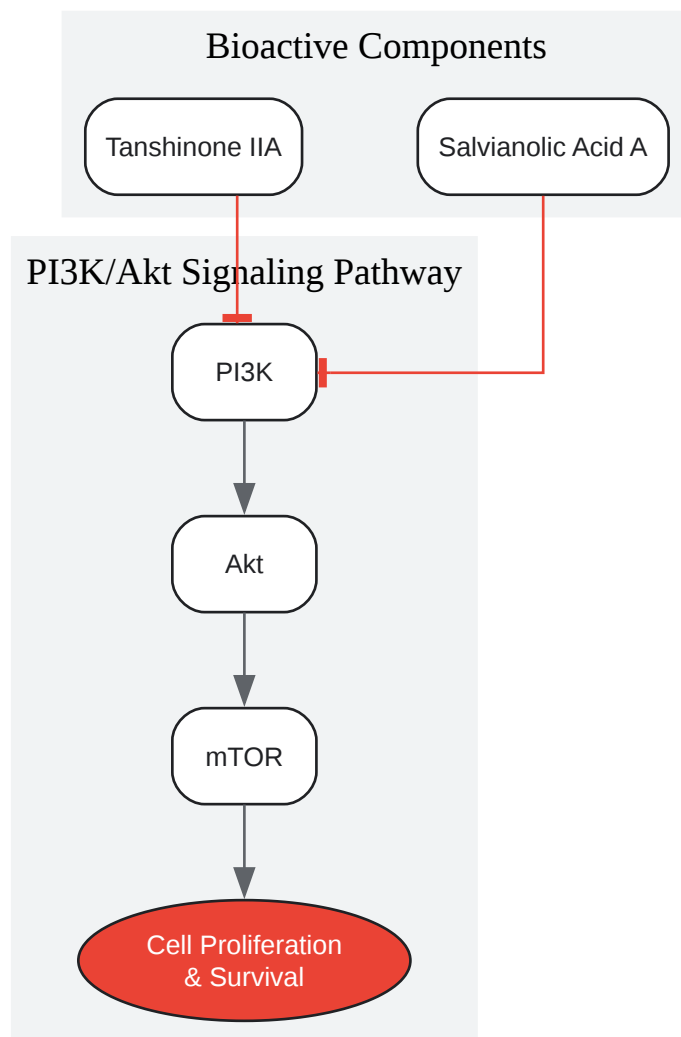 Bioactive Components
Tanshinone IIA
Salvianolic Acid A
PI3K/Akt Signaling Pathway
PI3K
Akt
mTOR
Cell Proliferation
& Survival